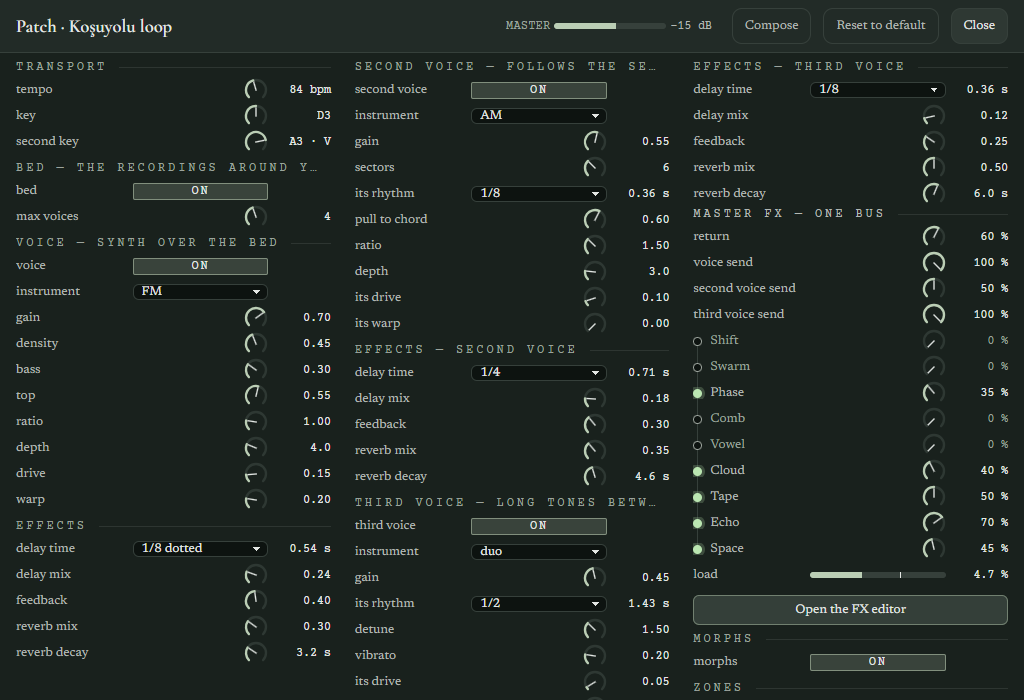 Patch · Koşuyolu loop
MASTER -15 dB Compose Reset to default Close
TRANSPORT
tempo 84 bpm
key D3
second key A3 · V
BED — THE RECORDINGS AROUND Y…
bed ON
max voices 4
VOICE — SYNTH OVER THE BED
voice ON
instrument FM
gain 0.70
density 0.45
bass 0.30
top 0.55
ratio 1.00
depth 4.0
drive 0.15
warp 0.20
EFFECTS
delay time 1/8 dotted 0.54 s
delay mix 0.24
feedback 0.40
reverb mix 0.30
reverb decay 3.2 s
SECOND VOICE — FOLLOWS THE SE…
second voice ON
instrument AM
gain 0.55
sectors 6
its rhythm 1/8 0.36 s
pull to chord 0.60
ratio 1.50
depth 3.0
its drive 0.10
its warp 0.00
EFFECTS — SECOND VOICE
delay time 1/4 0.71 s
delay mix 0.18
feedback 0.30
reverb mix 0.35
reverb decay 4.6 s
THIRD VOICE — LONG TONES BETW…
third voice ON
instrument duo
gain 0.45
its rhythm 1/2 1.43 s
detune 1.50
vibrato 0.20
its drive 0.05
EFFECTS — THIRD VOICE
delay time 1/8 0.36 s
delay mix 0.12
feedback 0.25
reverb mix 0.50
reverb decay 6.0 s
MASTER FX — ONE BUS
return 60 %
voice send 100 %
second voice send 50 %
third voice send 100 %
Shift 0 %
Swarm 0 %
Phase 35 %
Comb 0 %
Vowel 0 %
Cloud 40 %
Tape 50 %
Echo 70 %
Space 45 %
load 4.7 %
Open the FX editor
MORPHS
morphs ON
ZONES